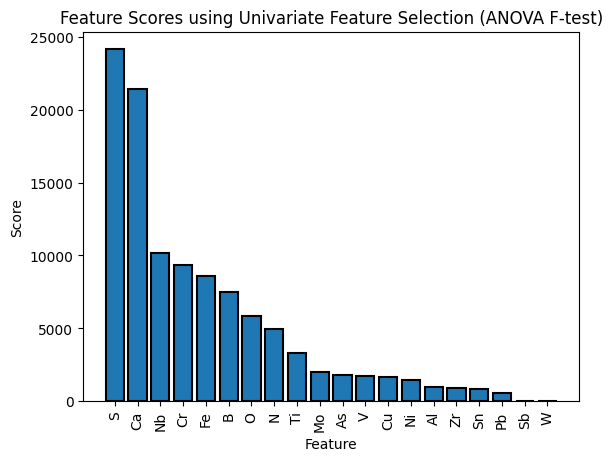 Feature Scores using Univariate Feature Selection (ANOVA F-test)
25000
20000
15000
10000
5000
0
Score
S Ca Nb Cr Fe B O N Ti Mo As V Cu Ni Al Zr Sn Pb Sb W
Feature